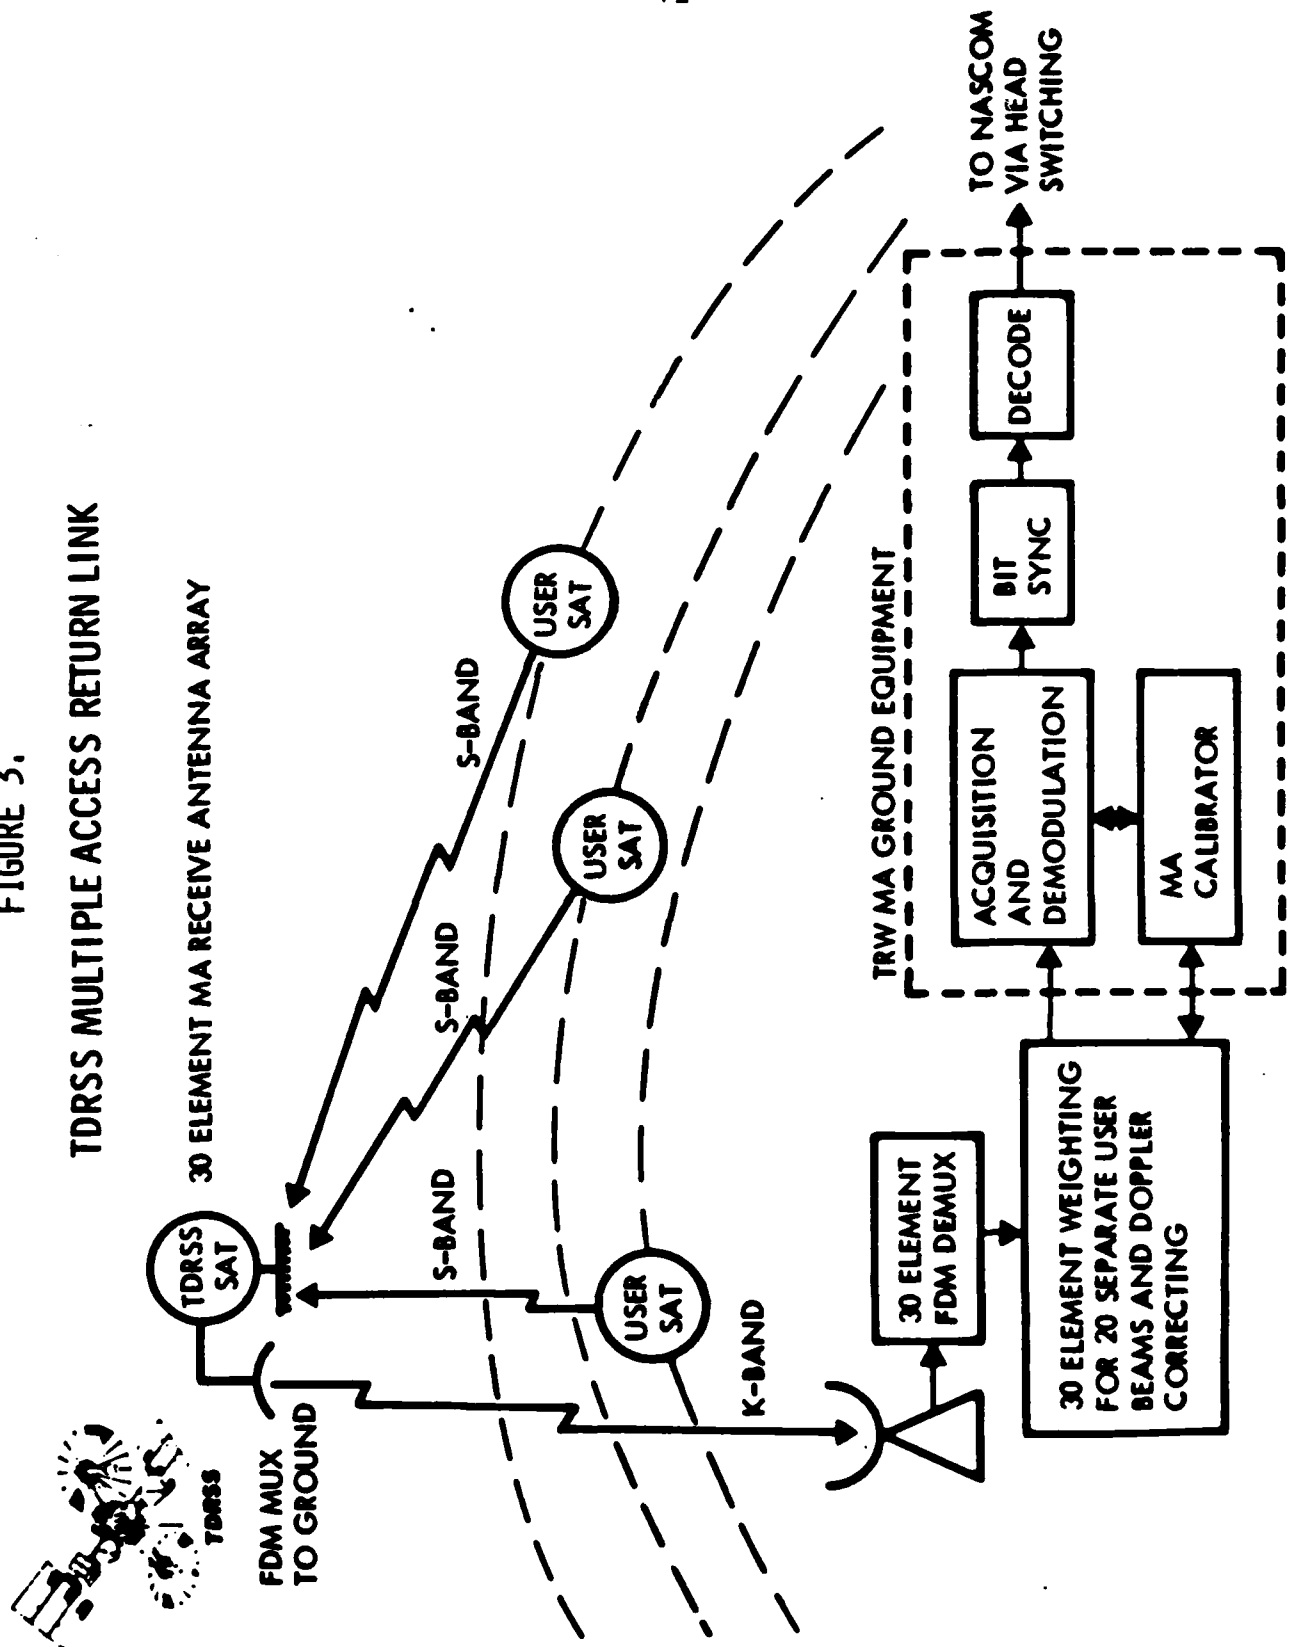 FIGURE 3.
TDRSS MULTIPLE ACCESS RETURN LINK
TDRSS
TDRSS
SAT
30 ELEMENT MA RECEIVE ANTENNA ARRAY
FDM MUX
TO GROUND
S-BAND
S-BAND
S-BAND
USER
SAT
USER
SAT
USER
SAT
K-BAND
30 ELEMENT
FDM DEMUX
30 ELEMENT WEIGHTING
FOR 20 SEPARATE USER
BEAMS AND DOPPLER
CORRECTING
TRW MA GROUND EQUIPMENT
ACQUISITION
AND
DEMODULATION
MA
CALIBRATOR
BIT
SYNC
DECODE
TO NASCOM
VIA HEAD
SWITCHING